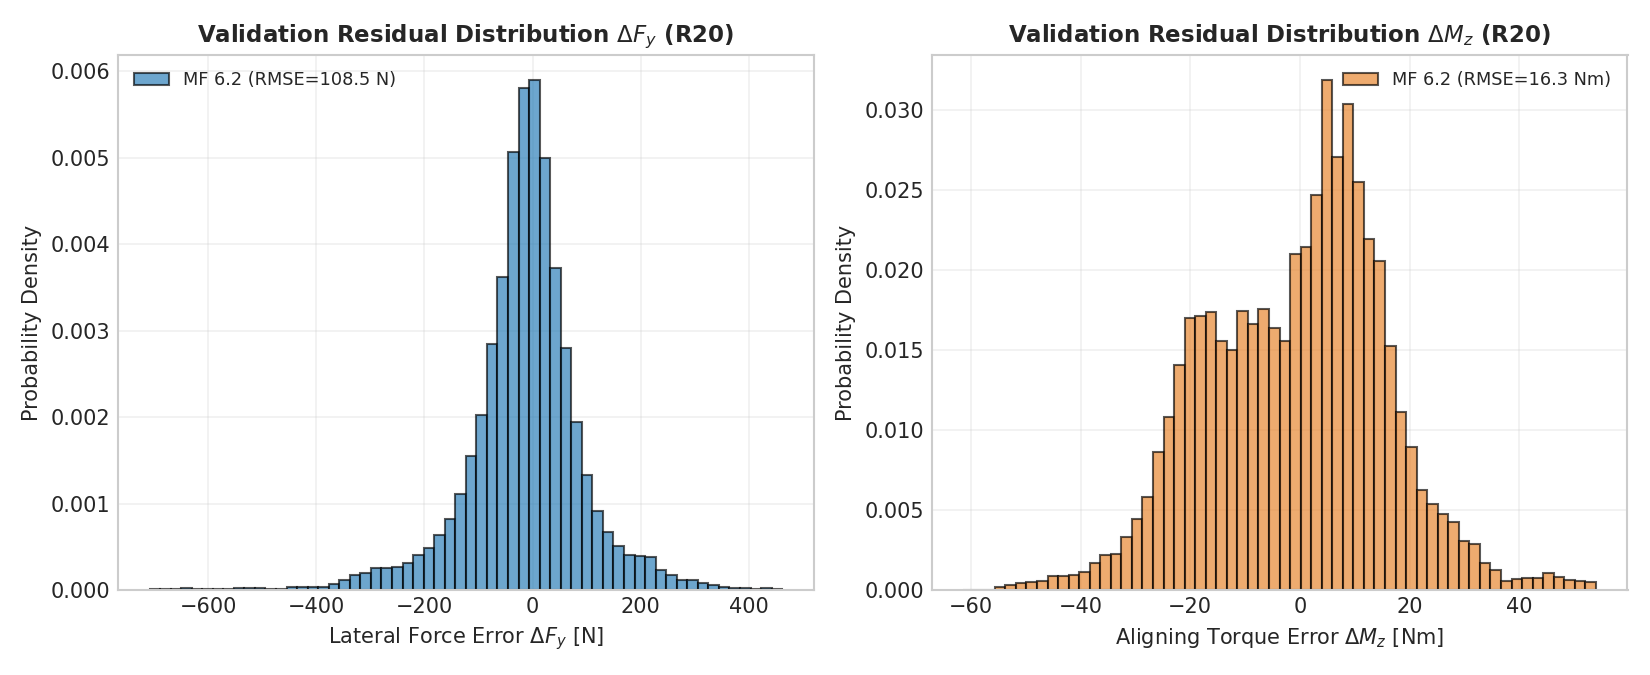 Validation Residual Distribution ΔF_y (R20)
MF 6.2 (RMSE=108.5 N)
Probability Density
0.006
0.005
0.004
0.003
0.002
0.001
0.000
−600 −400 −200 0 200 400
Lateral Force Error ΔF_y [N]
Validation Residual Distribution ΔM_z (R20)
MF 6.2 (RMSE=16.3 Nm)
Probability Density
0.030
0.025
0.020
0.015
0.010
0.005
0.000
−60 −40 −20 0 20 40
Aligning Torque Error ΔM_z [Nm]